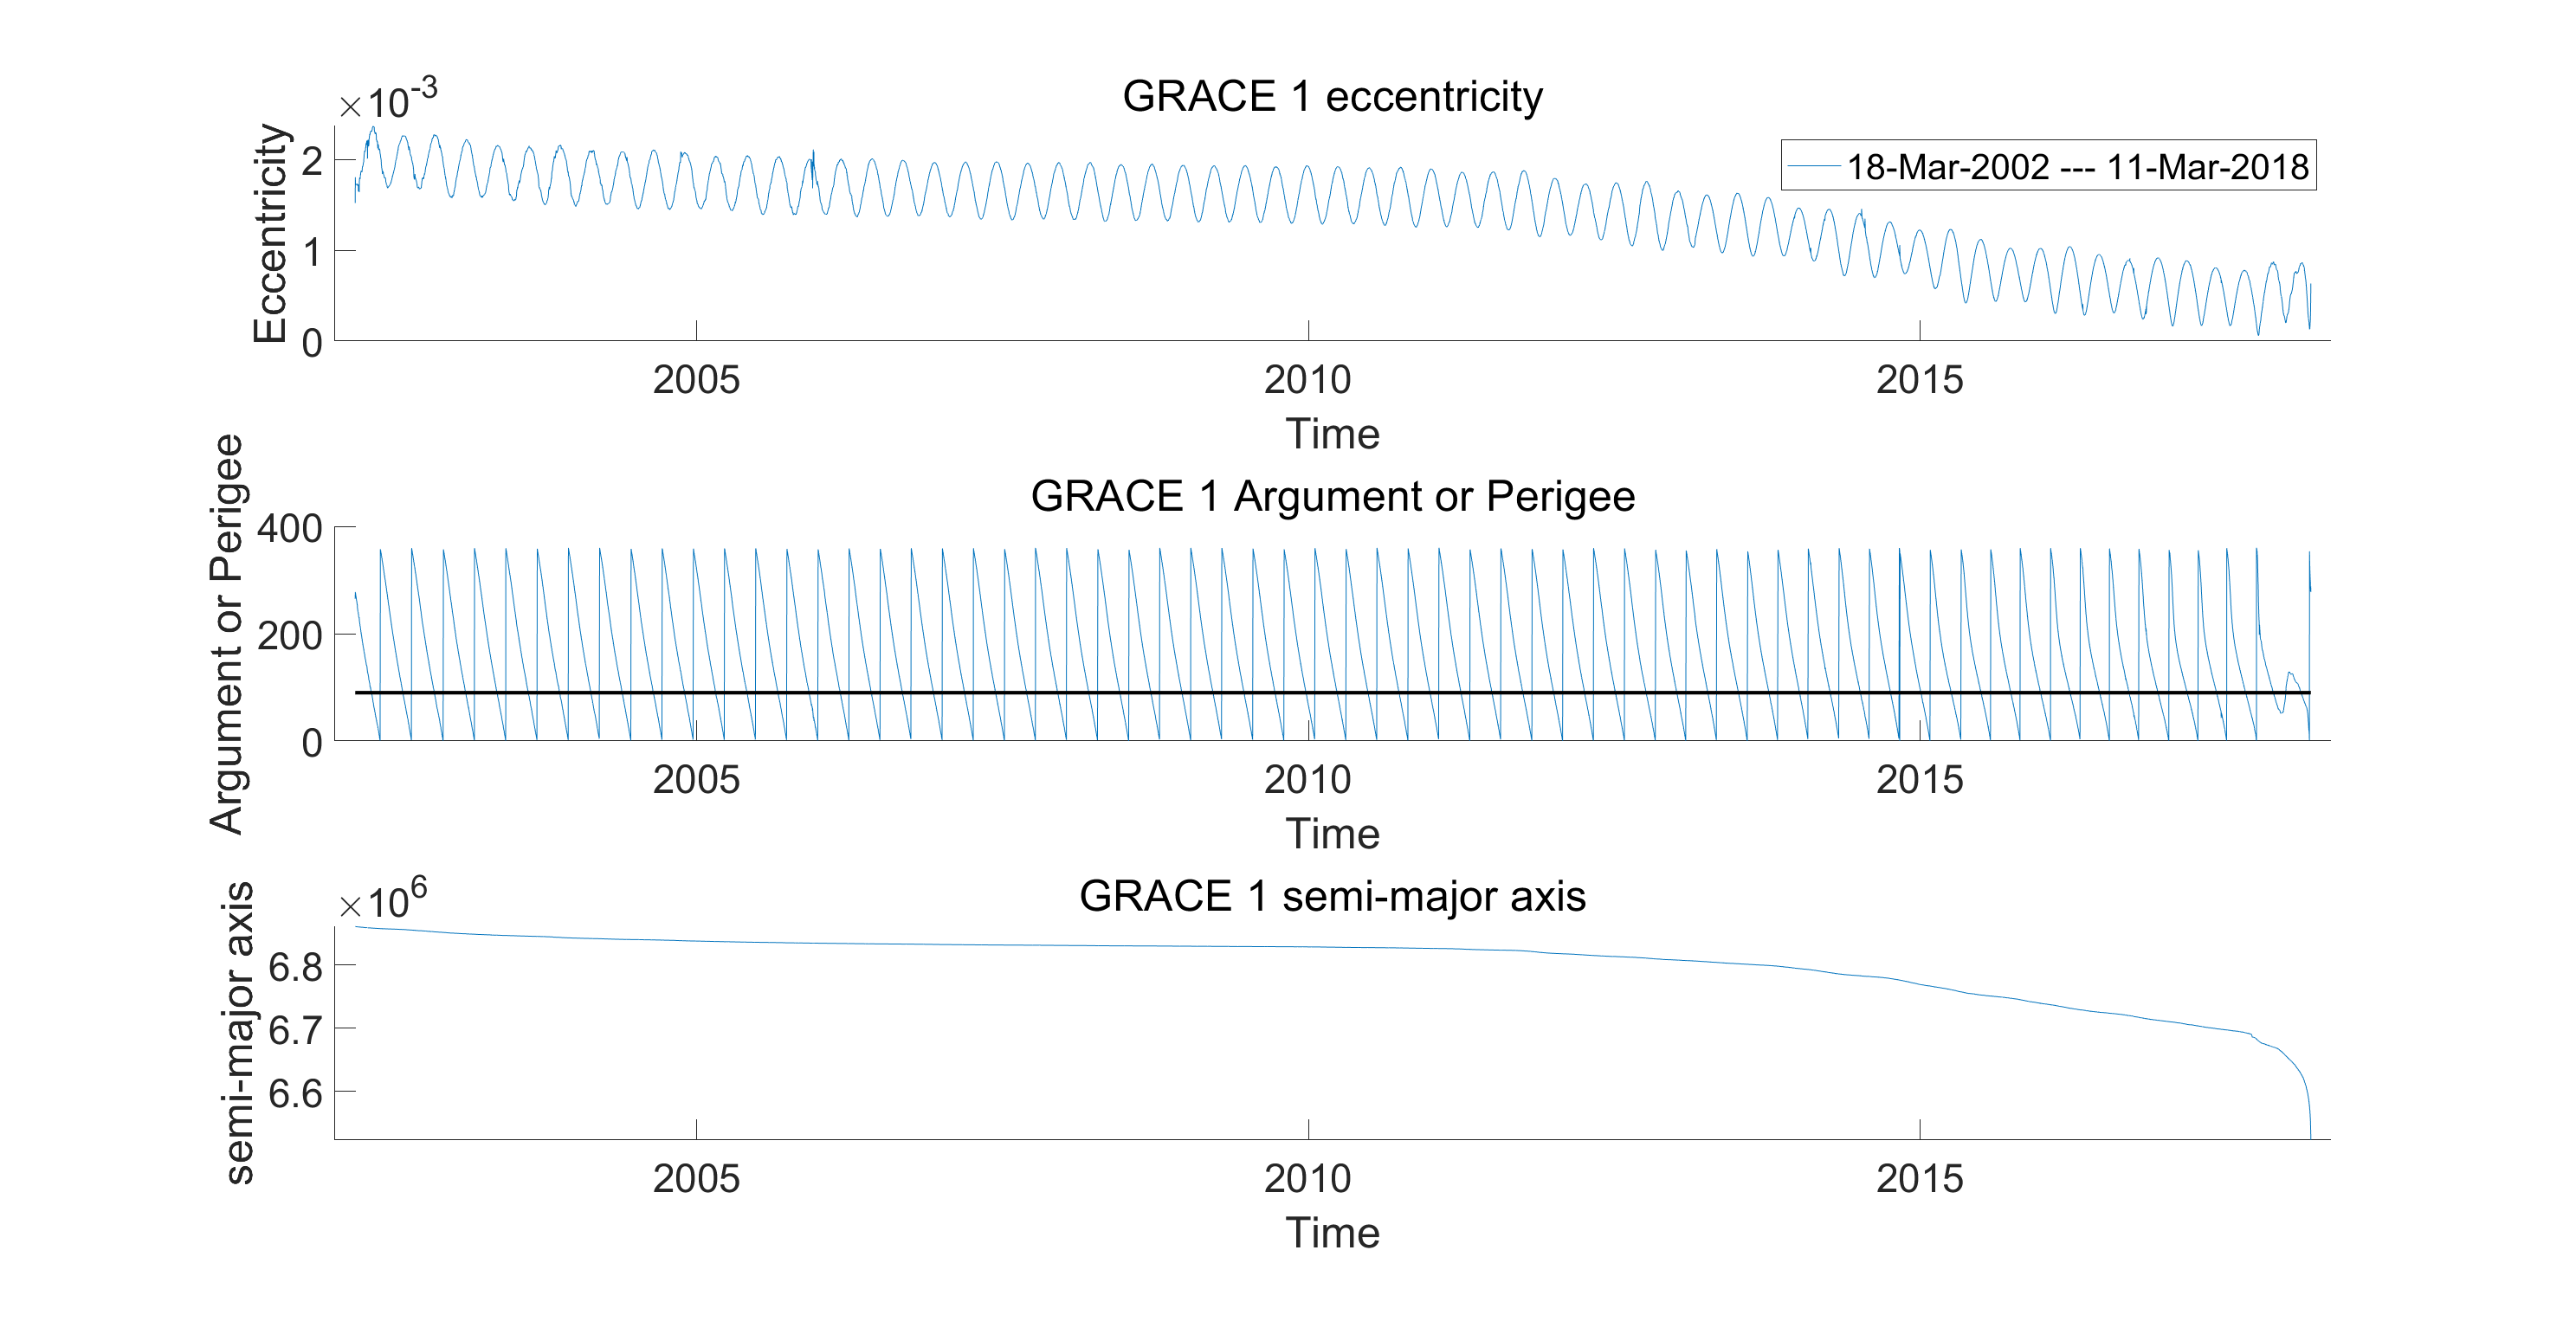 GRACE 1 eccentricity
×10-3
Eccentricity
2
1
0
18-Mar-2002 --- 11-Mar-2018
2005 2010 2015
Time
GRACE 1 Argument or Perigee
Argument or Perigee
400
200
0
2005 2010 2015
Time
GRACE 1 semi-major axis
×106
semi-major axis
6.8
6.7
6.6
2005 2010 2015
Time